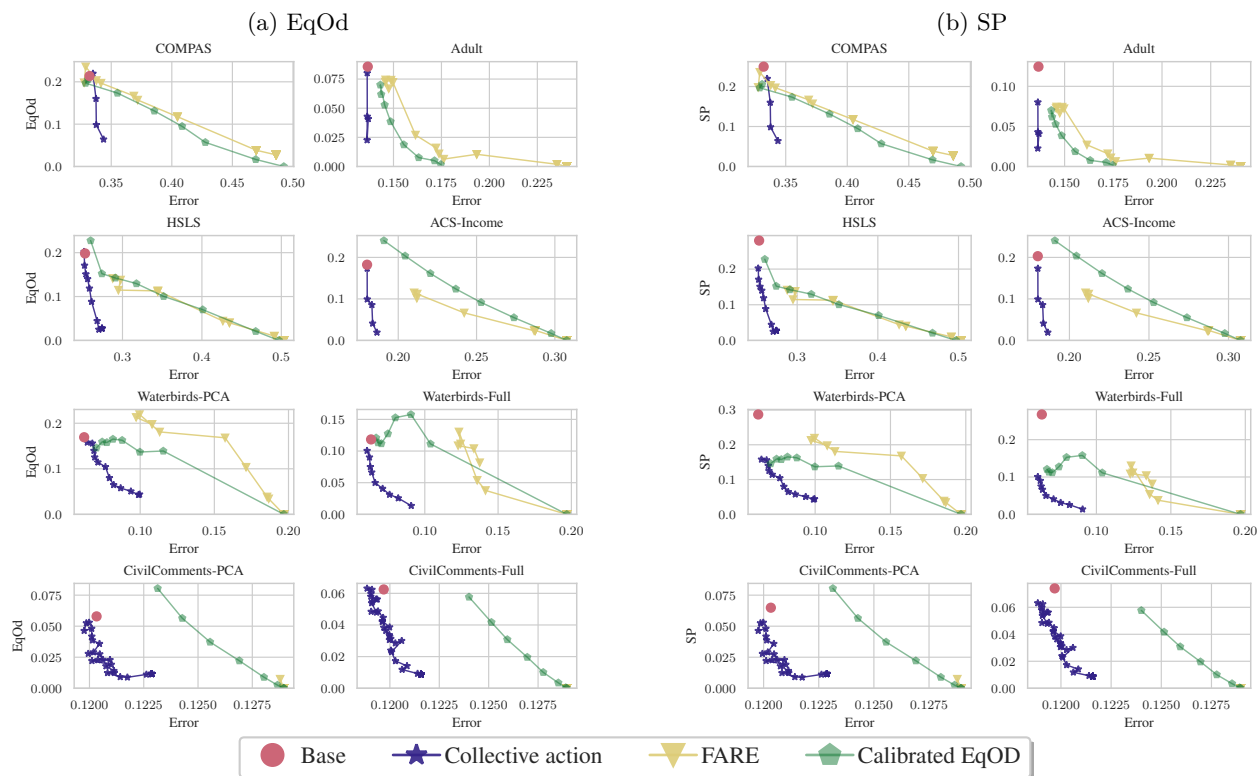 (a) EqOd
(b) SP
COMPAS
Adult
COMPAS
Adult
EqOd
0.2
0.1
0.0
0.075
0.050
0.025
0.000
SP
0.2
0.1
0.0
0.10
0.05
0.00
0.35 0.40 0.45 0.50
0.150 0.175 0.200 0.225
0.35 0.40 0.45 0.50
0.150 0.175 0.200 0.225
Error
Error
Error
Error
HSLS
ACS-Income
HSLS
ACS-Income
EqOd
0.2
0.1
0.0
0.2
0.1
0.0
SP
0.2
0.1
0.0
0.2
0.1
0.0
0.3 0.4 0.5
0.20 0.25 0.30
0.3 0.4 0.5
0.20 0.25 0.30
Error
Error
Error
Error
Waterbirds-PCA
Waterbirds-Full
Waterbirds-PCA
Waterbirds-Full
EqOd
0.2
0.1
0.0
0.15
0.10
0.05
0.00
SP
0.3
0.2
0.1
0.0
0.2
0.1
0.0
0.10 0.15 0.20
0.10 0.15 0.20
0.10 0.15 0.20
0.10 0.15 0.20
Error
Error
Error
Error
CivilComments-PCA
CivilComments-Full
CivilComments-PCA
CivilComments-Full
EqOd
0.075
0.050
0.025
0.000
0.06
0.04
0.02
0.00
SP
0.075
0.050
0.025
0.000
0.06
0.04
0.02
0.00
0.1200 0.1225 0.1250 0.1275
0.1200 0.1225 0.1250 0.1275
0.1200 0.1225 0.1250 0.1275
0.1200 0.1225 0.1250 0.1275
Error
Error
Error
Error
Base
Collective action
FARE
Calibrated EqOD